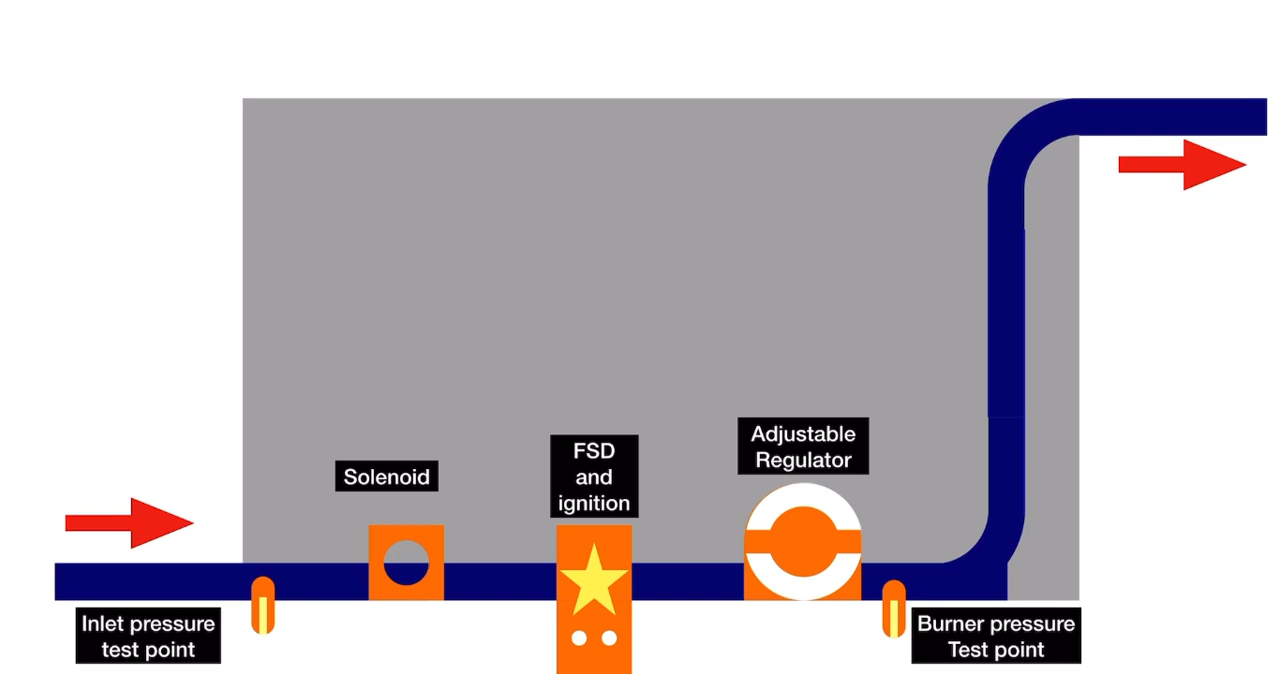 Solenoid
FSD
and
ignition
Adjustable
Regulator
Inlet pressure
test point
Burner pressure
Test point